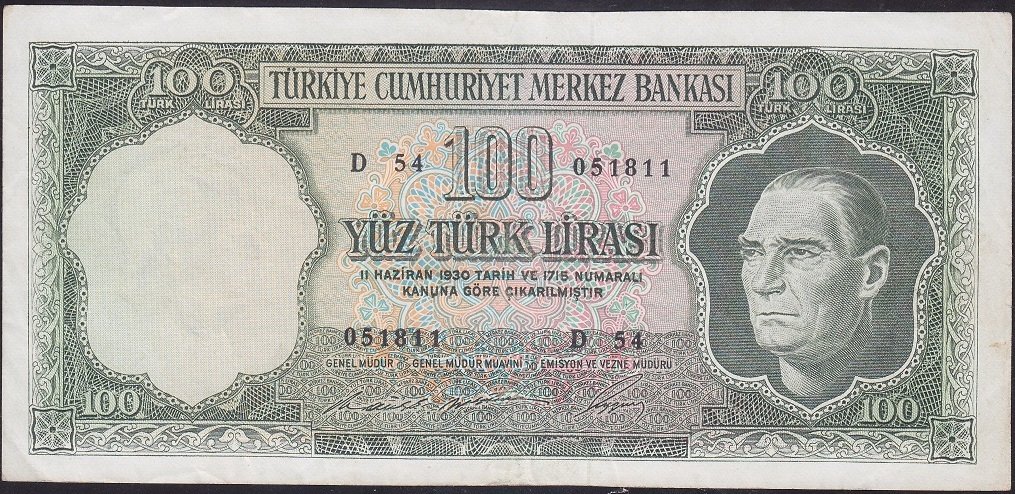 100
TÜRK LİRASI
TÜRKİYE CUMHURİYET MERKEZ BANKASI
100
TÜRK LİRASI
D 54
100
051811
YÜZ TÜRK LİRASI
11 HAZİRAN 1930 TARİH VE 1715 NUMARALI
KANUNA GÖRE ÇIKARILMIŞTIR
051811
D 54
GENEL MÜDÜR
GENEL MÜDÜR MUAVİNİ
EMİSYON VE VEZNE MÜDÜRÜ
100
100